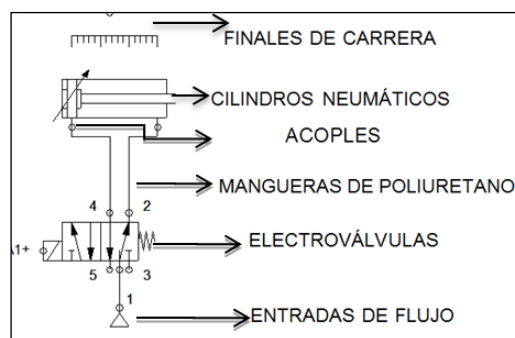 FINALES DE CARRERA
CILINDROS NEUMÁTICOS
ACOPLES
MANGUERAS DE POLIURETANO
4 2
A1+
ELECTROVÁLVULAS
5 3
1
ENTRADAS DE FLUJO